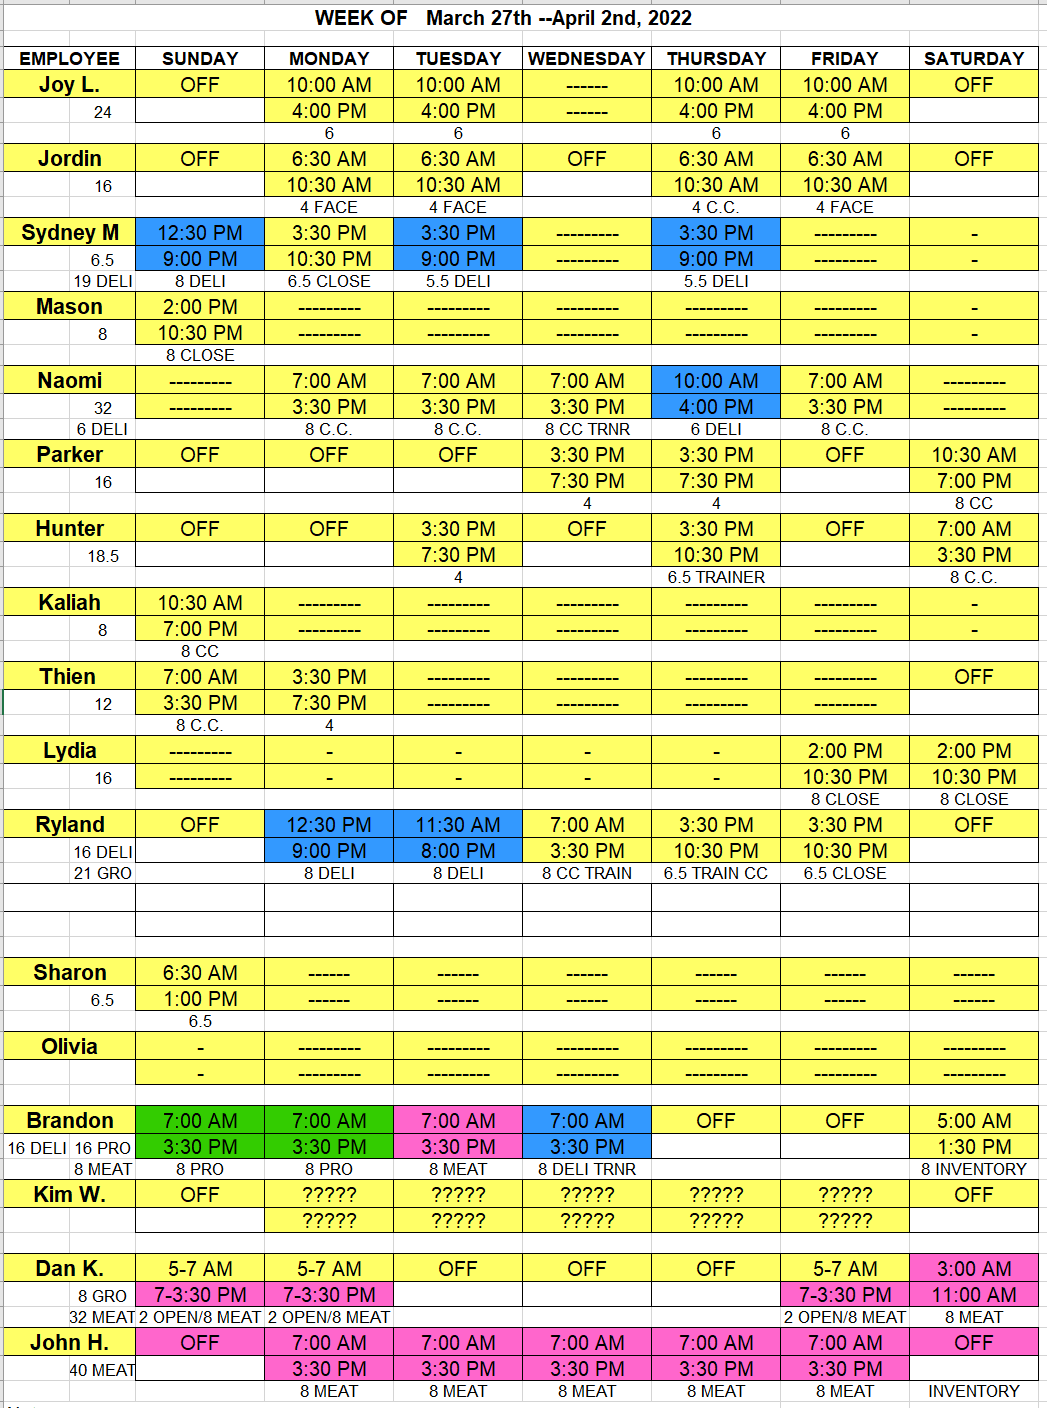 WEEK OF March 27th --April 2nd, 2022
EMPLOYEE SUNDAY MONDAY TUESDAY WEDNESDAY THURSDAY FRIDAY SATURDAY
Joy L. OFF 10:00 AM 10:00 AM ------ 10:00 AM 10:00 AM OFF
24 4:00 PM 4:00 PM ------ 4:00 PM 4:00 PM
6 6 6 6
Jordin OFF 6:30 AM 6:30 AM OFF 6:30 AM 6:30 AM OFF
16 10:30 AM 10:30 AM 10:30 AM 10:30 AM
4 FACE 4 FACE 4 C.C. 4 FACE
Sydney M 12:30 PM 3:30 PM 3:30 PM --------- 3:30 PM --------- -
6.5 9:00 PM 10:30 PM 9:00 PM --------- 9:00 PM --------- -
19 DELI 8 DELI 6.5 CLOSE 5.5 DELI 5.5 DELI
Mason 2:00 PM --------- --------- --------- --------- --------- -
8 10:30 PM --------- --------- --------- --------- --------- -
8 CLOSE
Naomi --------- 7:00 AM 7:00 AM 7:00 AM 10:00 AM 7:00 AM ---------
32 --------- 3:30 PM 3:30 PM 3:30 PM 4:00 PM 3:30 PM ---------
6 DELI 8 C.C. 8 C.C. 8 CC TRNR 6 DELI 8 C.C.
Parker OFF OFF OFF 3:30 PM 3:30 PM OFF 10:30 AM
16 7:30 PM 7:30 PM 7:00 PM
4 4 8 CC
Hunter OFF OFF 3:30 PM OFF 3:30 PM OFF 7:00 AM
18.5 7:30 PM 10:30 PM 3:30 PM
4 6.5 TRAINER 8 C.C.
Kaliah 10:30 AM --------- --------- --------- --------- --------- -
8 7:00 PM --------- --------- --------- --------- --------- -
8 CC
Thien 7:00 AM 3:30 PM --------- --------- --------- --------- OFF
12 3:30 PM 7:30 PM --------- --------- --------- ---------
8 C.C. 4
Lydia --------- - - - - 2:00 PM 2:00 PM
16 --------- - - - - 10:30 PM 10:30 PM
8 CLOSE 8 CLOSE
Ryland OFF 12:30 PM 11:30 AM 7:00 AM 3:30 PM 3:30 PM OFF
16 DELI 9:00 PM 8:00 PM 3:30 PM 10:30 PM 10:30 PM
21 GRO 8 DELI 8 DELI 8 CC TRAIN 6.5 TRAIN CC 6.5 CLOSE
Sharon 6:30 AM ------ ------ ------ ------ ------ ------
6.5 1:00 PM ------ ------ ------ ------ ------ ------
6.5
Olivia - --------- --------- --------- --------- --------- ---------
- --------- --------- --------- --------- --------- ---------
Brandon 7:00 AM 7:00 AM 7:00 AM 7:00 AM OFF OFF 5:00 AM
16 DELI 16 PRO 3:30 PM 3:30 PM 3:30 PM 3:30 PM 1:30 PM
8 MEAT 8 PRO 8 PRO 8 MEAT 8 DELI TRNR 8 INVENTORY
Kim W. OFF ????? ????? ????? ????? ????? OFF
????? ????? ????? ????? ?????
Dan K. 5-7 AM 5-7 AM OFF OFF OFF 5-7 AM 3:00 AM
8 GRO 7-3:30 PM 7-3:30 PM 7-3:30 PM 11:00 AM
32 MEAT 2 OPEN/8 MEAT 2 OPEN/8 MEAT 2 OPEN/8 MEAT 8 MEAT
John H. OFF 7:00 AM 7:00 AM 7:00 AM 7:00 AM 7:00 AM OFF
40 MEAT 3:30 PM 3:30 PM 3:30 PM 3:30 PM 3:30 PM
8 MEAT 8 MEAT 8 MEAT 8 MEAT 8 MEAT INVENTORY